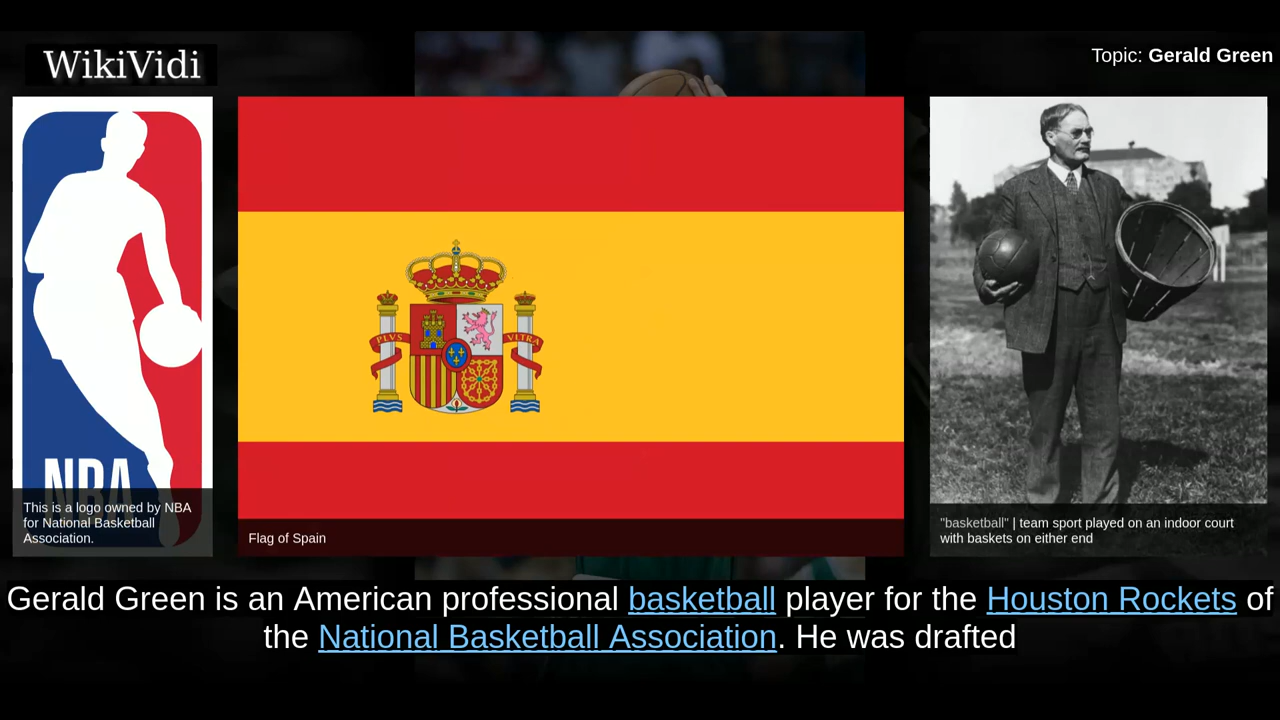 WikiVidi
Topic: Gerald Green
NBA
This is a logo owned by NBA
for National Basketball
Association.
PLVS VLTRA
Flag of Spain
"basketball" | team sport played on an indoor court
with baskets on either end
Gerald Green is an American professional basketball player for the Houston Rockets of
the National Basketball Association. He was drafted